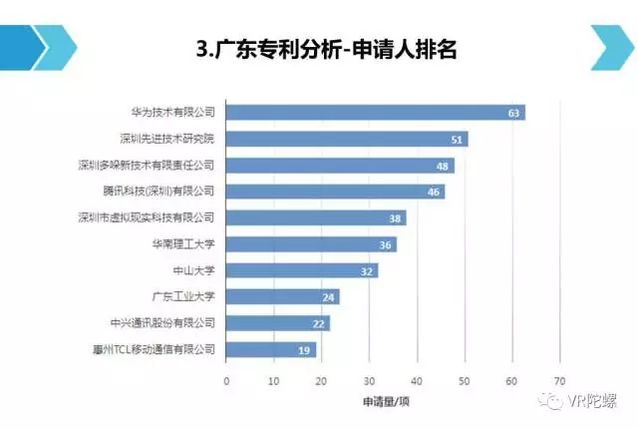 3.广东专利分析-申请人排名
华为技术有限公司
63
深圳先进技术研究院
51
深圳多哚新技术有限责任公司
48
腾讯科技(深圳)有限公司
46
深圳市虚拟现实科技有限公司
38
华南理工大学
36
中山大学
32
广东工业大学
24
中兴通讯股份有限公司
22
惠州TCL移动通信有限公司
19
0 10 20 30 40 50 60 70
申请量/项
VR陀螺